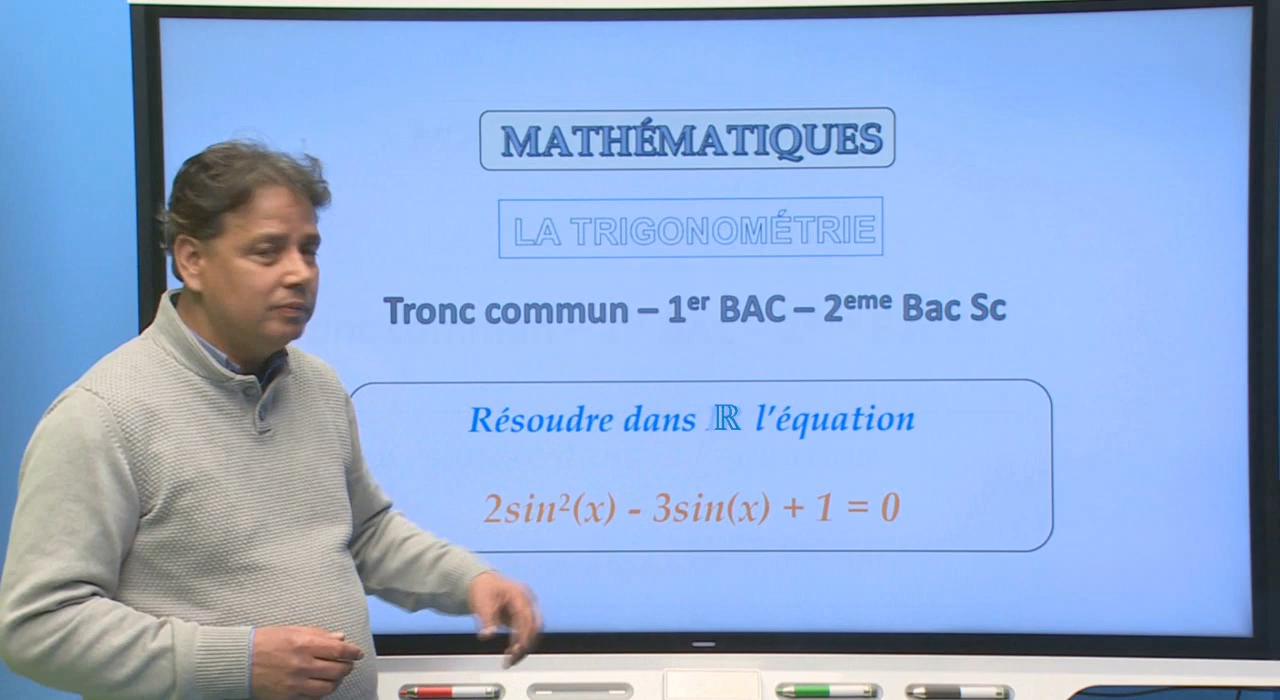 MATHÉMATIQUES
LA TRIGONOMÉTRIE
Tronc commun – 1er BAC – 2eme Bac Sc
Résoudre dans ℝ l'équation
2sin²(x) - 3sin(x) + 1 = 0